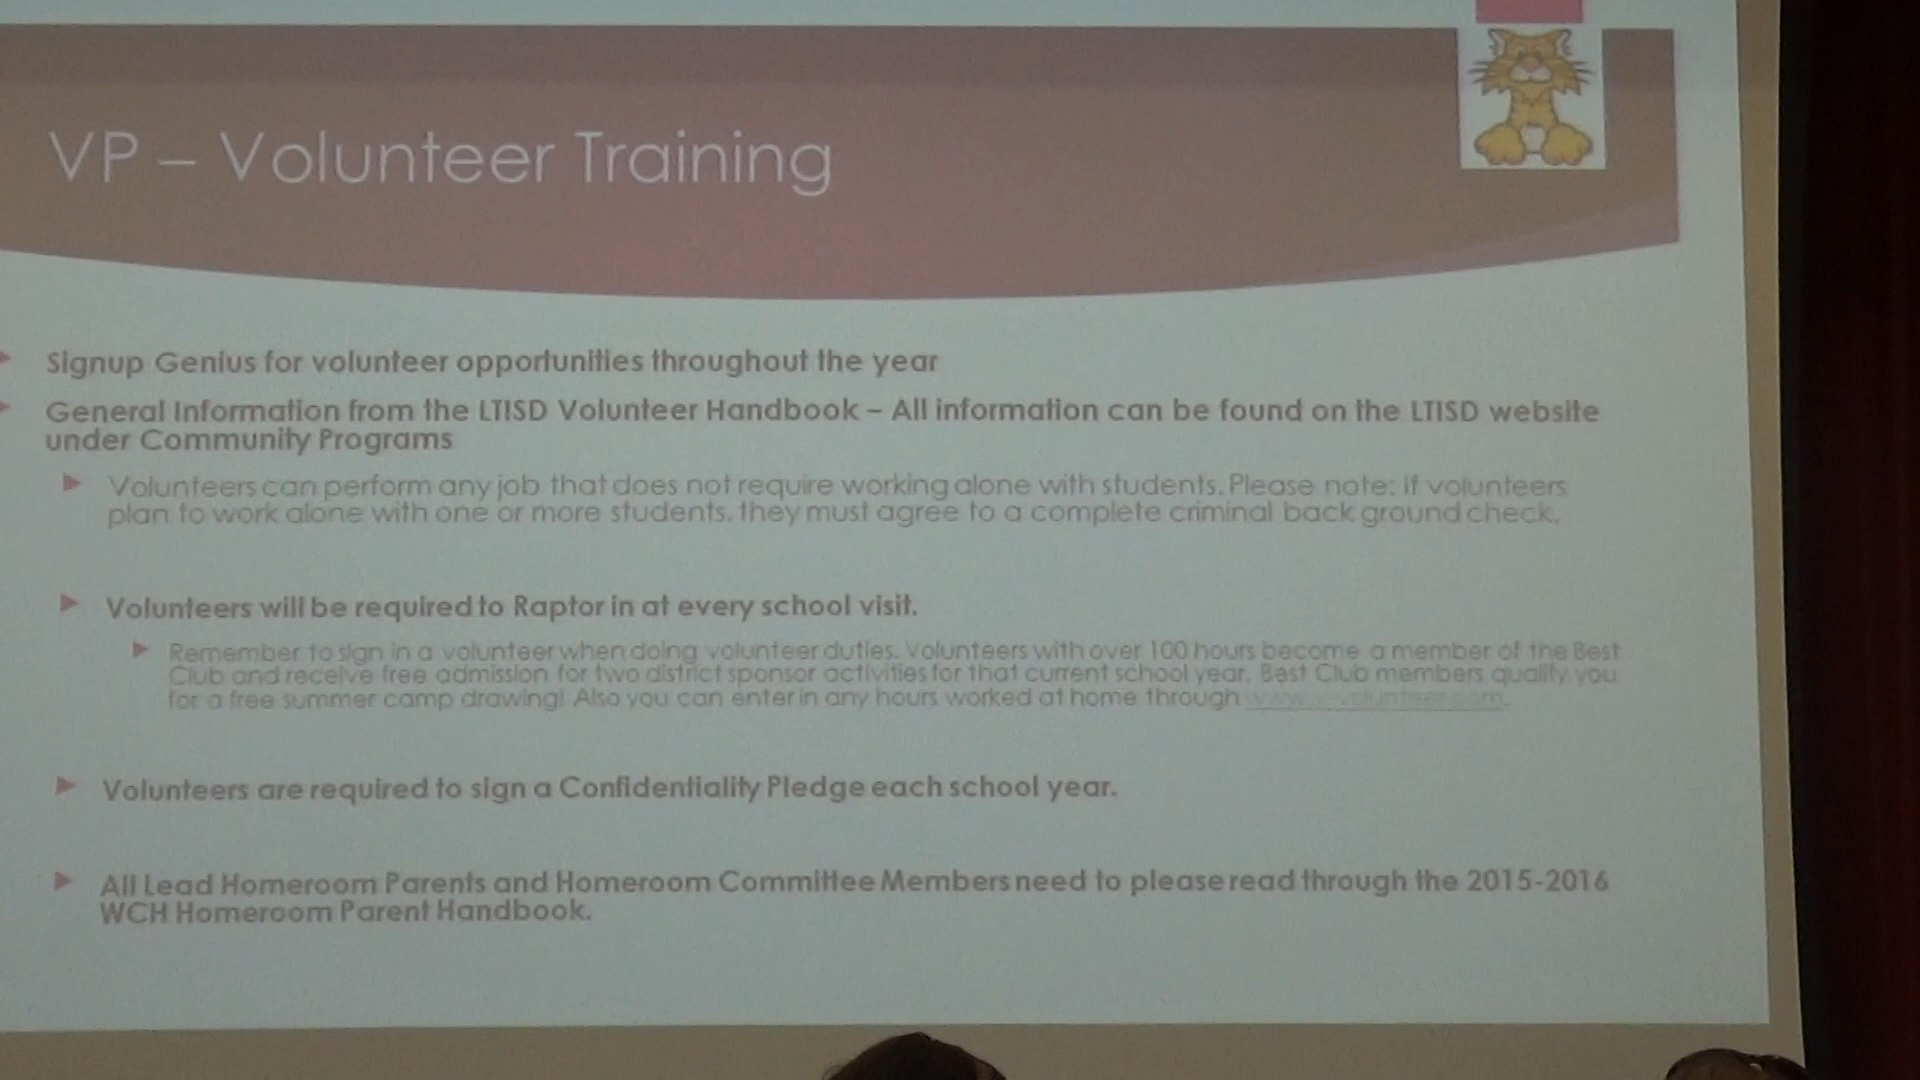 VP – Volunteer Training
Signup Genius for volunteer opportunities throughout the year
General Information from the LTISD Volunteer Handbook – All information can be found on the LTISD website
under Community Programs
Volunteers can perform any job that does not require working alone with students. Please note: if volunteers
plan to work alone with one or more students, they must agree to a complete criminal back ground check.
Volunteers will be required to Raptor in at every school visit.
Remember to sign in a volunteer when doing volunteer duties. Volunteers with over 100 hours become a member of the Best
Club and receive free admission for two district sponsor activities for that current school year. Best Club members qualify you
for a free summer camp drawing! Also you can enter in any hours worked at home through
Volunteers are required to sign a Confidentiality Pledge each school year.
All Lead Homeroom Parents and Homeroom Committee Members need to please read through the 2015-2016
WCH Homeroom Parent Handbook.